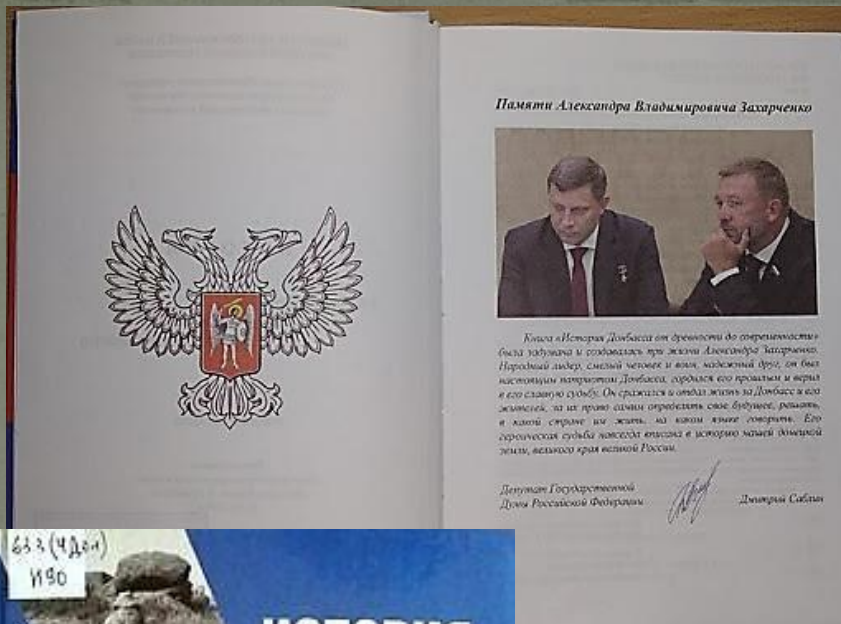 Памяти Александра Владимировича Захарченко
Книга «История Донбасса от древности до современности»
была задумана и создавалась при жизни Александра Захарченко.
Народный лидер, смелый человек и воин, надежный друг, он был
настоящим патриотом Донбасса, гордился его прошлым и верил
в его славную судьбу. Он сражался и отдал жизнь за Донбасс и его
жителей, за их право самим определять свое будущее, решать,
в какой стране им жить, на каком языке говорить. Его
героическая судьба навсегда вписана в историю нашей донецкой
земли, великого края великой России.
Депутат Государственной
Думы Российской Федерации
Дмитрий Саблин
63.3(4Дон)
И90
ИСТОРИЯ